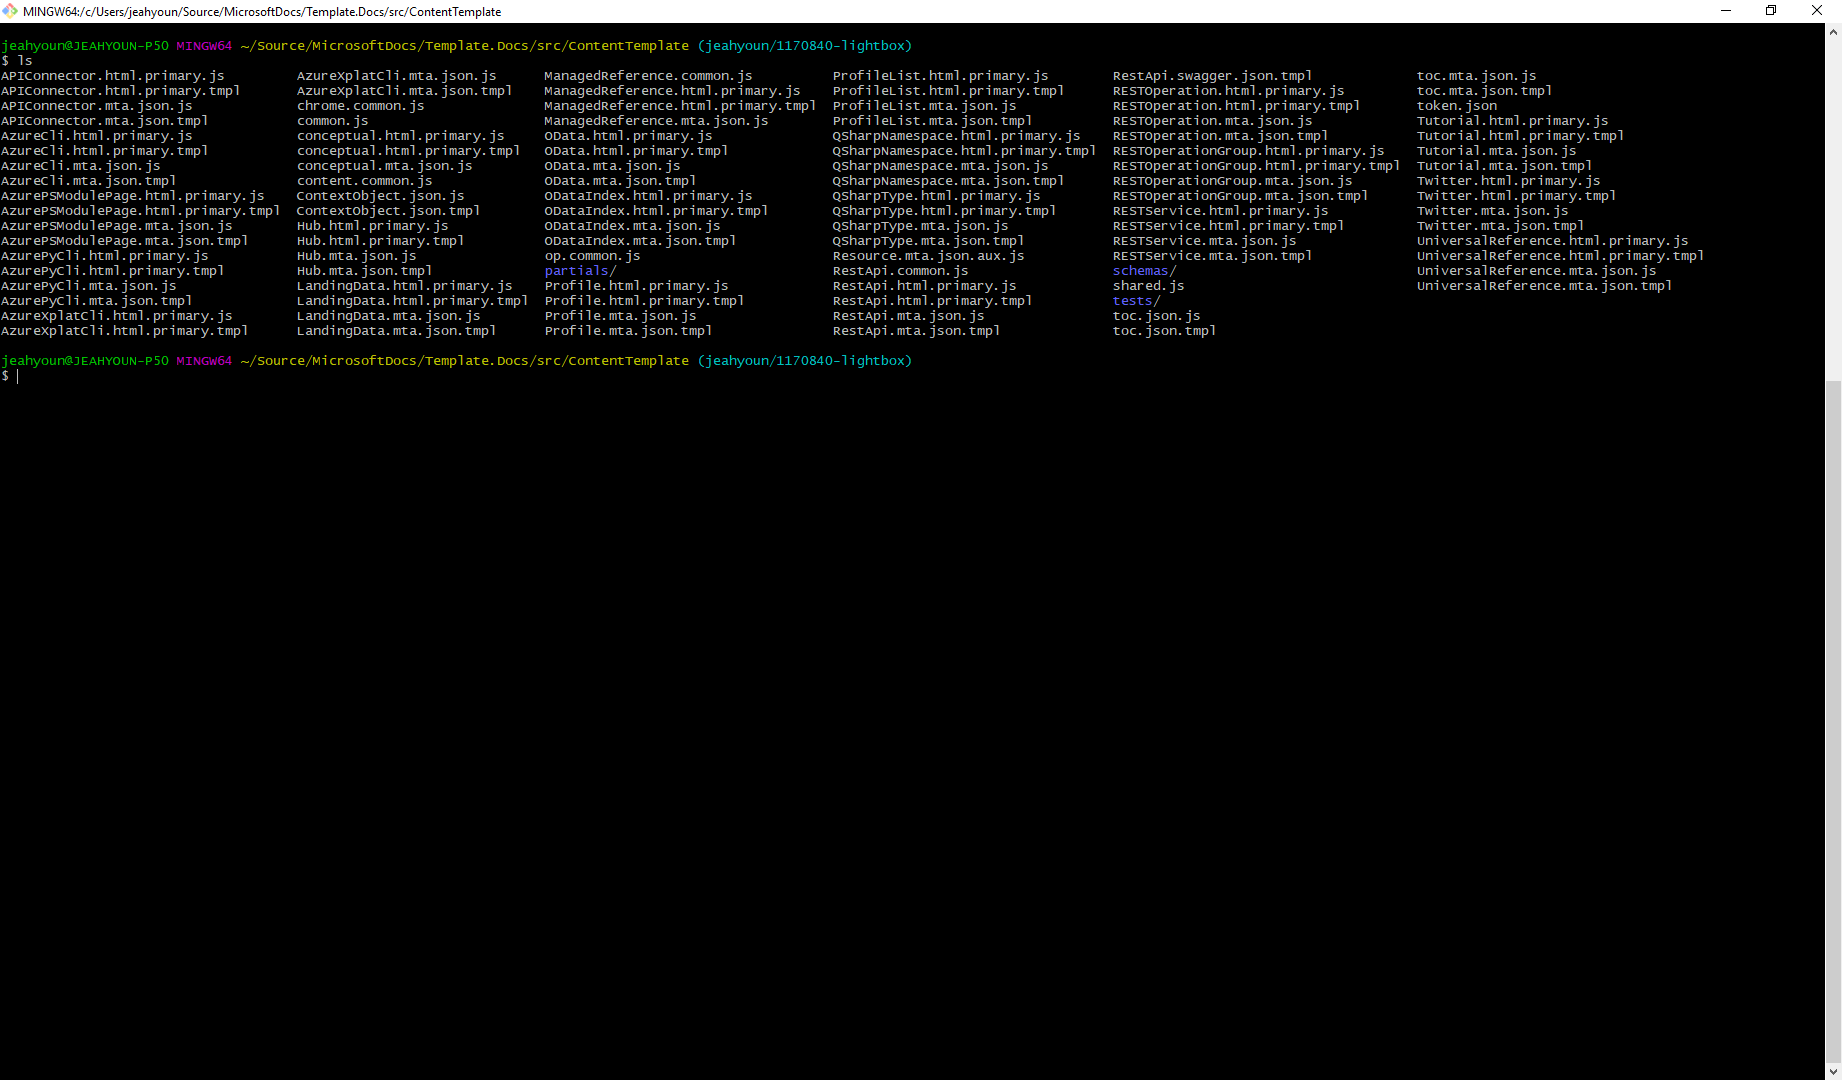 MINGW64:/c/Users/jeahyoun/Source/MicrosoftDocs/Template.Docs/src/ContentTemplate
jeahyoun@JEAHYOUN-P50 MINGW64 ~/Source/MicrosoftDocs/Template.Docs/src/ContentTemplate (jeahyoun/1170840-lightbox)
$ ls
APIConnector.html.primary.js AzureXplatCli.mta.json.js ManagedReference.common.js ProfileList.html.primary.js RestApi.swagger.json.tmpl toc.mta.json.js
APIConnector.html.primary.tmpl AzureXplatCli.mta.json.tmpl ManagedReference.html.primary.js ProfileList.html.primary.tmpl RESTOperation.html.primary.js toc.mta.json.tmpl
APIConnector.mta.json.js chrome.common.js ManagedReference.html.primary.tmpl ProfileList.mta.json.js RESTOperation.html.primary.tmpl token.json
APIConnector.mta.json.tmpl common.js ManagedReference.mta.json.js ProfileList.mta.json.tmpl RESTOperation.mta.json.js Tutorial.html.primary.js
AzureCli.html.primary.js conceptual.html.primary.js OData.html.primary.js QSharpNamespace.html.primary.js RESTOperation.mta.json.tmpl Tutorial.html.primary.tmpl
AzureCli.html.primary.tmpl conceptual.html.primary.tmpl OData.html.primary.tmpl QSharpNamespace.html.primary.tmpl RESTOperationGroup.html.primary.js Tutorial.mta.json.js
AzureCli.mta.json.js conceptual.mta.json.js OData.mta.json.js QSharpNamespace.mta.json.js RESTOperationGroup.html.primary.tmpl Tutorial.mta.json.tmpl
AzureCli.mta.json.tmpl content.common.js OData.mta.json.tmpl QSharpNamespace.mta.json.tmpl RESTOperationGroup.mta.json.js Twitter.html.primary.js
AzurePSModulePage.html.primary.js ContextObject.json.js ODataIndex.html.primary.js QSharpType.html.primary.js RESTOperationGroup.mta.json.tmpl Twitter.html.primary.tmpl
AzurePSModulePage.html.primary.tmpl ContextObject.json.tmpl ODataIndex.html.primary.tmpl QSharpType.html.primary.tmpl RESTService.html.primary.js Twitter.mta.json.js
AzurePSModulePage.mta.json.js Hub.html.primary.js ODataIndex.mta.json.js QSharpType.mta.json.js RESTService.html.primary.tmpl Twitter.mta.json.tmpl
AzurePSModulePage.mta.json.tmpl Hub.html.primary.tmpl ODataIndex.mta.json.tmpl QSharpType.mta.json.tmpl RESTService.mta.json.js UniversalReference.html.primary.js
AzurePyCli.html.primary.js Hub.mta.json.js op.common.js Resource.mta.json.aux.js RESTService.mta.json.tmpl UniversalReference.html.primary.tmpl
AzurePyCli.html.primary.tmpl Hub.mta.json.tmpl partials/ RestApi.common.js schemas/ UniversalReference.mta.json.js
AzurePyCli.mta.json.js LandingData.html.primary.js Profile.html.primary.js RestApi.html.primary.js shared.js UniversalReference.mta.json.tmpl
AzurePyCli.mta.json.tmpl LandingData.html.primary.tmpl Profile.html.primary.tmpl RestApi.html.primary.tmpl tests/
AzureXplatCli.html.primary.js LandingData.mta.json.js Profile.mta.json.js RestApi.mta.json.js toc.json.js
AzureXplatCli.html.primary.tmpl LandingData.mta.json.tmpl Profile.mta.json.tmpl RestApi.mta.json.tmpl toc.json.tmpl
jeahyoun@JEAHYOUN-P50 MINGW64 ~/Source/MicrosoftDocs/Template.Docs/src/ContentTemplate (jeahyoun/1170840-lightbox)
$